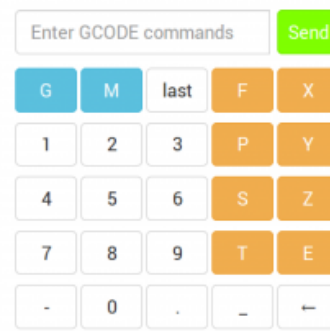 Enter GCODE commands Send
G M last F X
1 2 3 P Y
4 5 6 S Z
7 8 9 T E
- 0 . _ ←